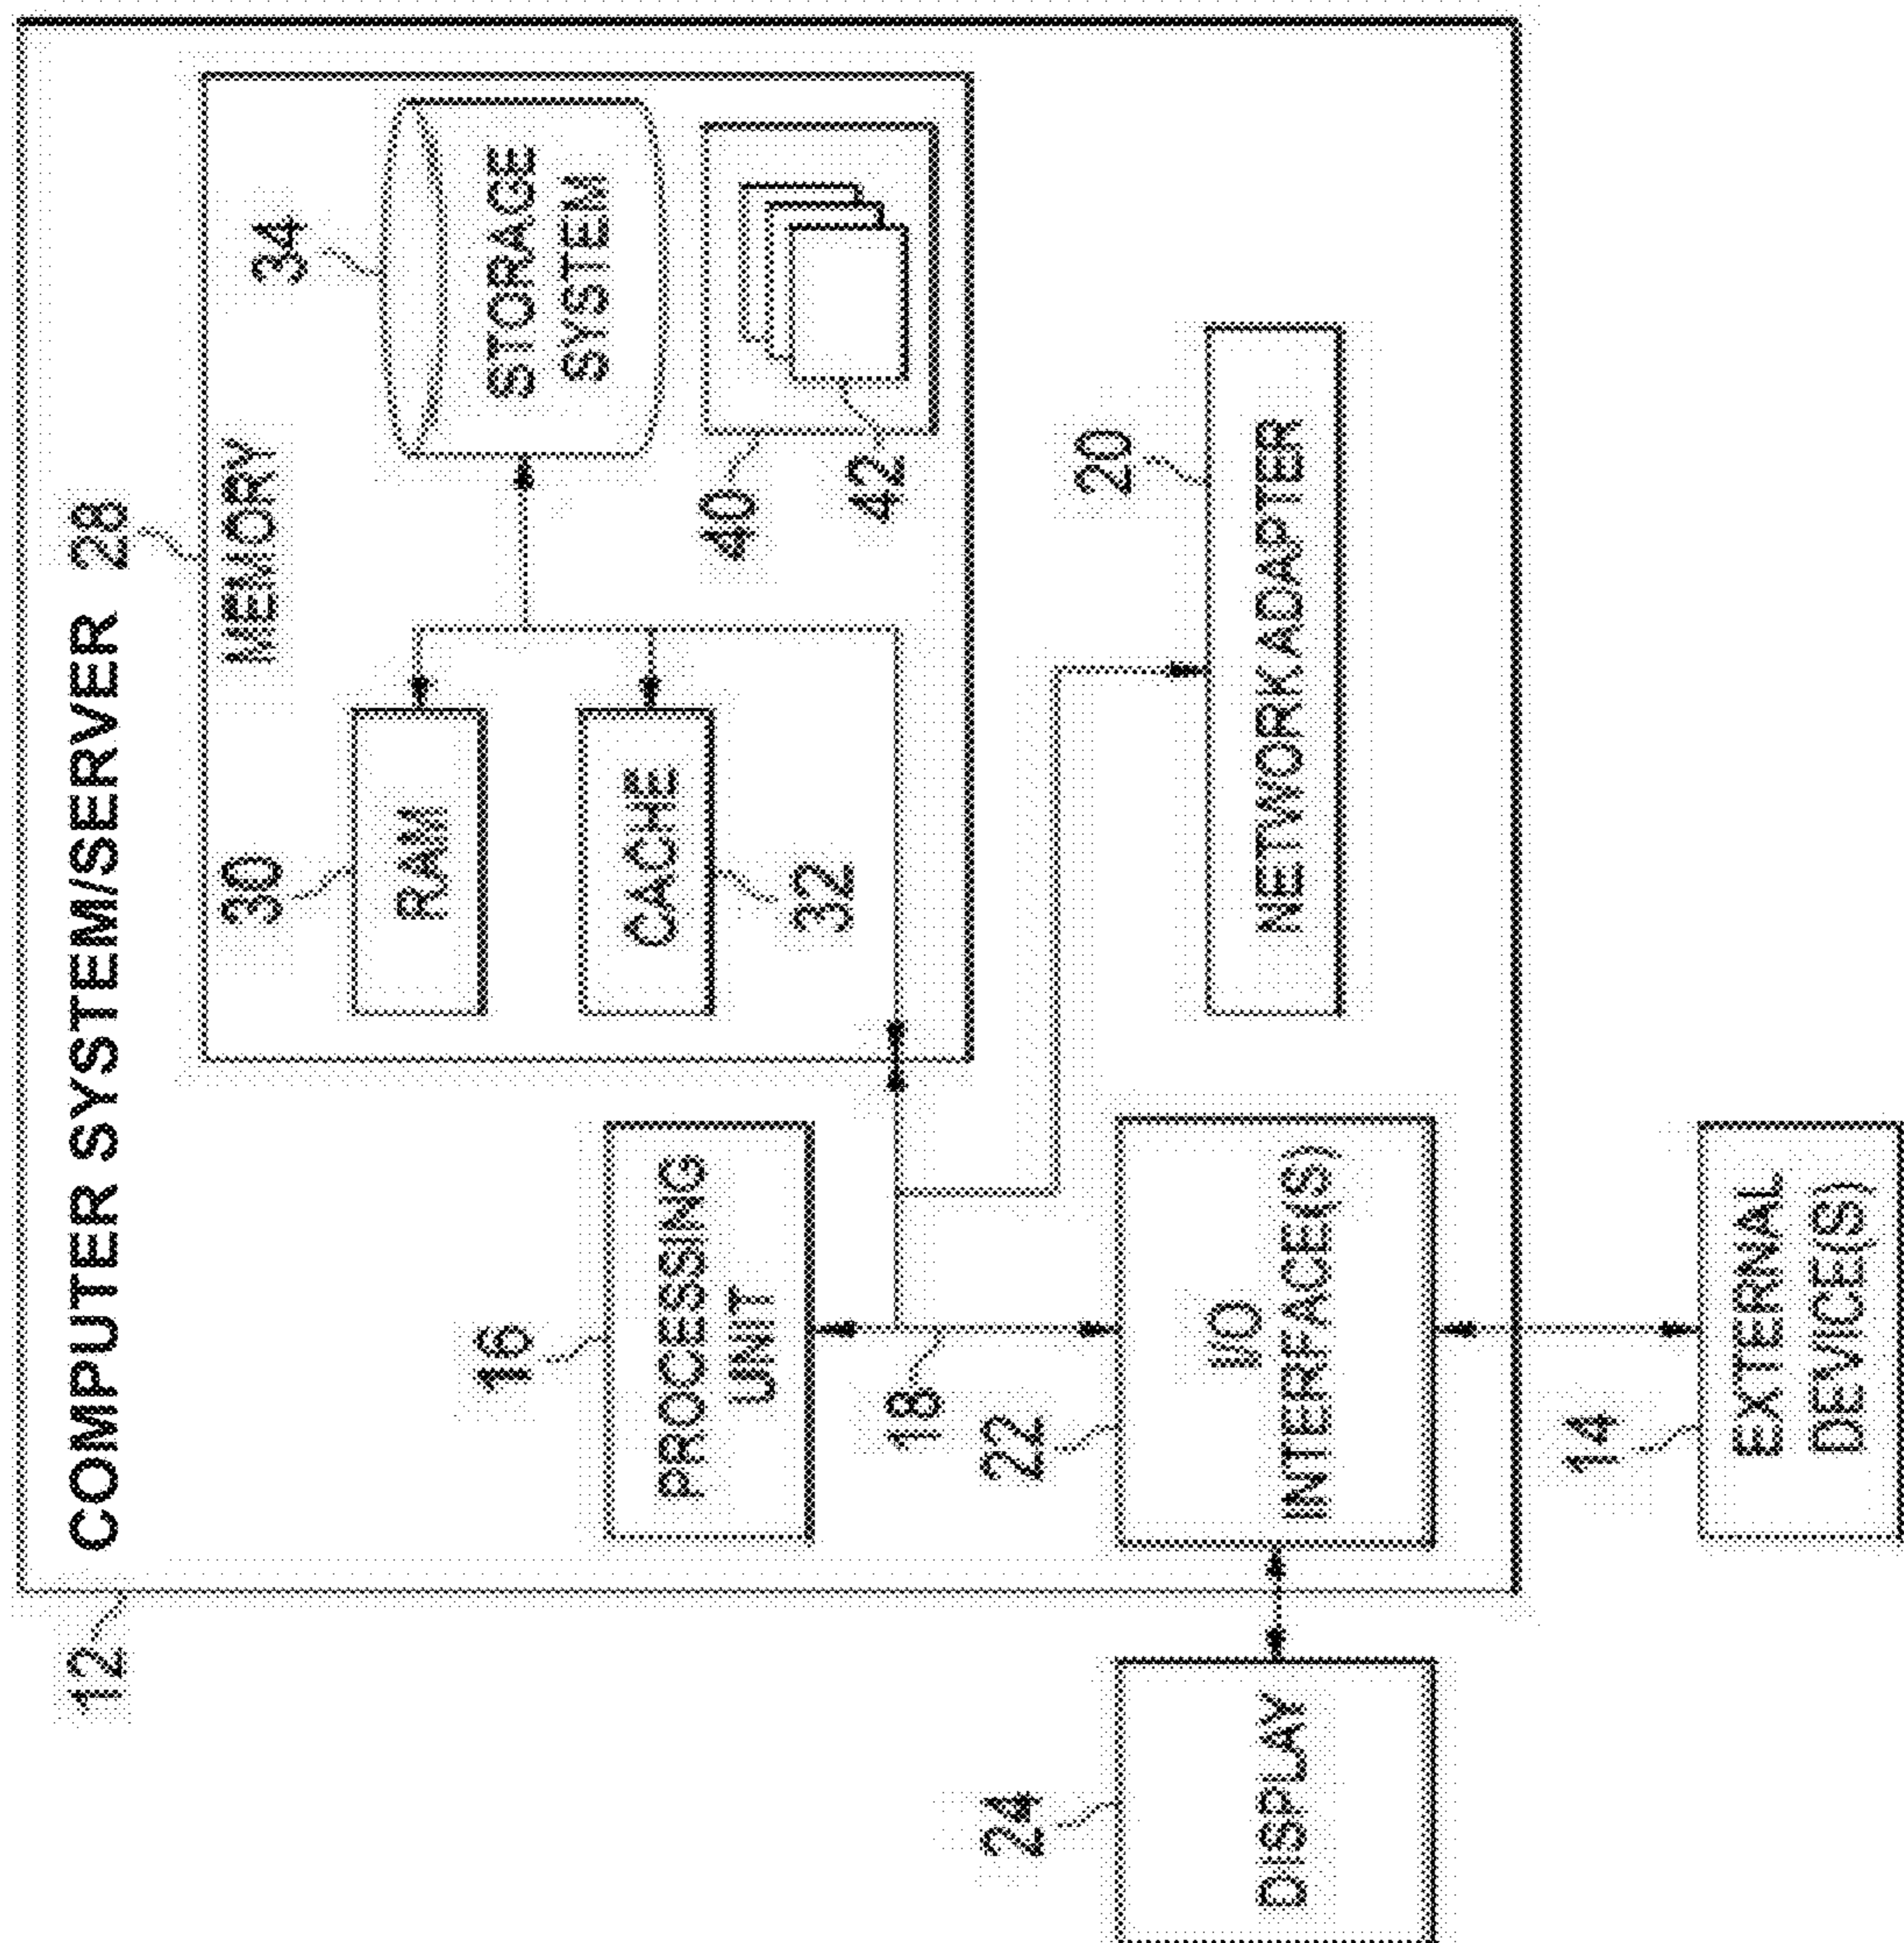 12
COMPUTER SYSTEM/SERVER
28
MEMORY
30
34
RAM
STORAGE
SYSTEM
16
PROCESSING
UNIT
CACHE
32
40
42
18
22
20
I/O
INTERFACE(S)
NETWORK ADAPTER
24
DISPLAY
14
EXTERNAL
DEVICE(S)